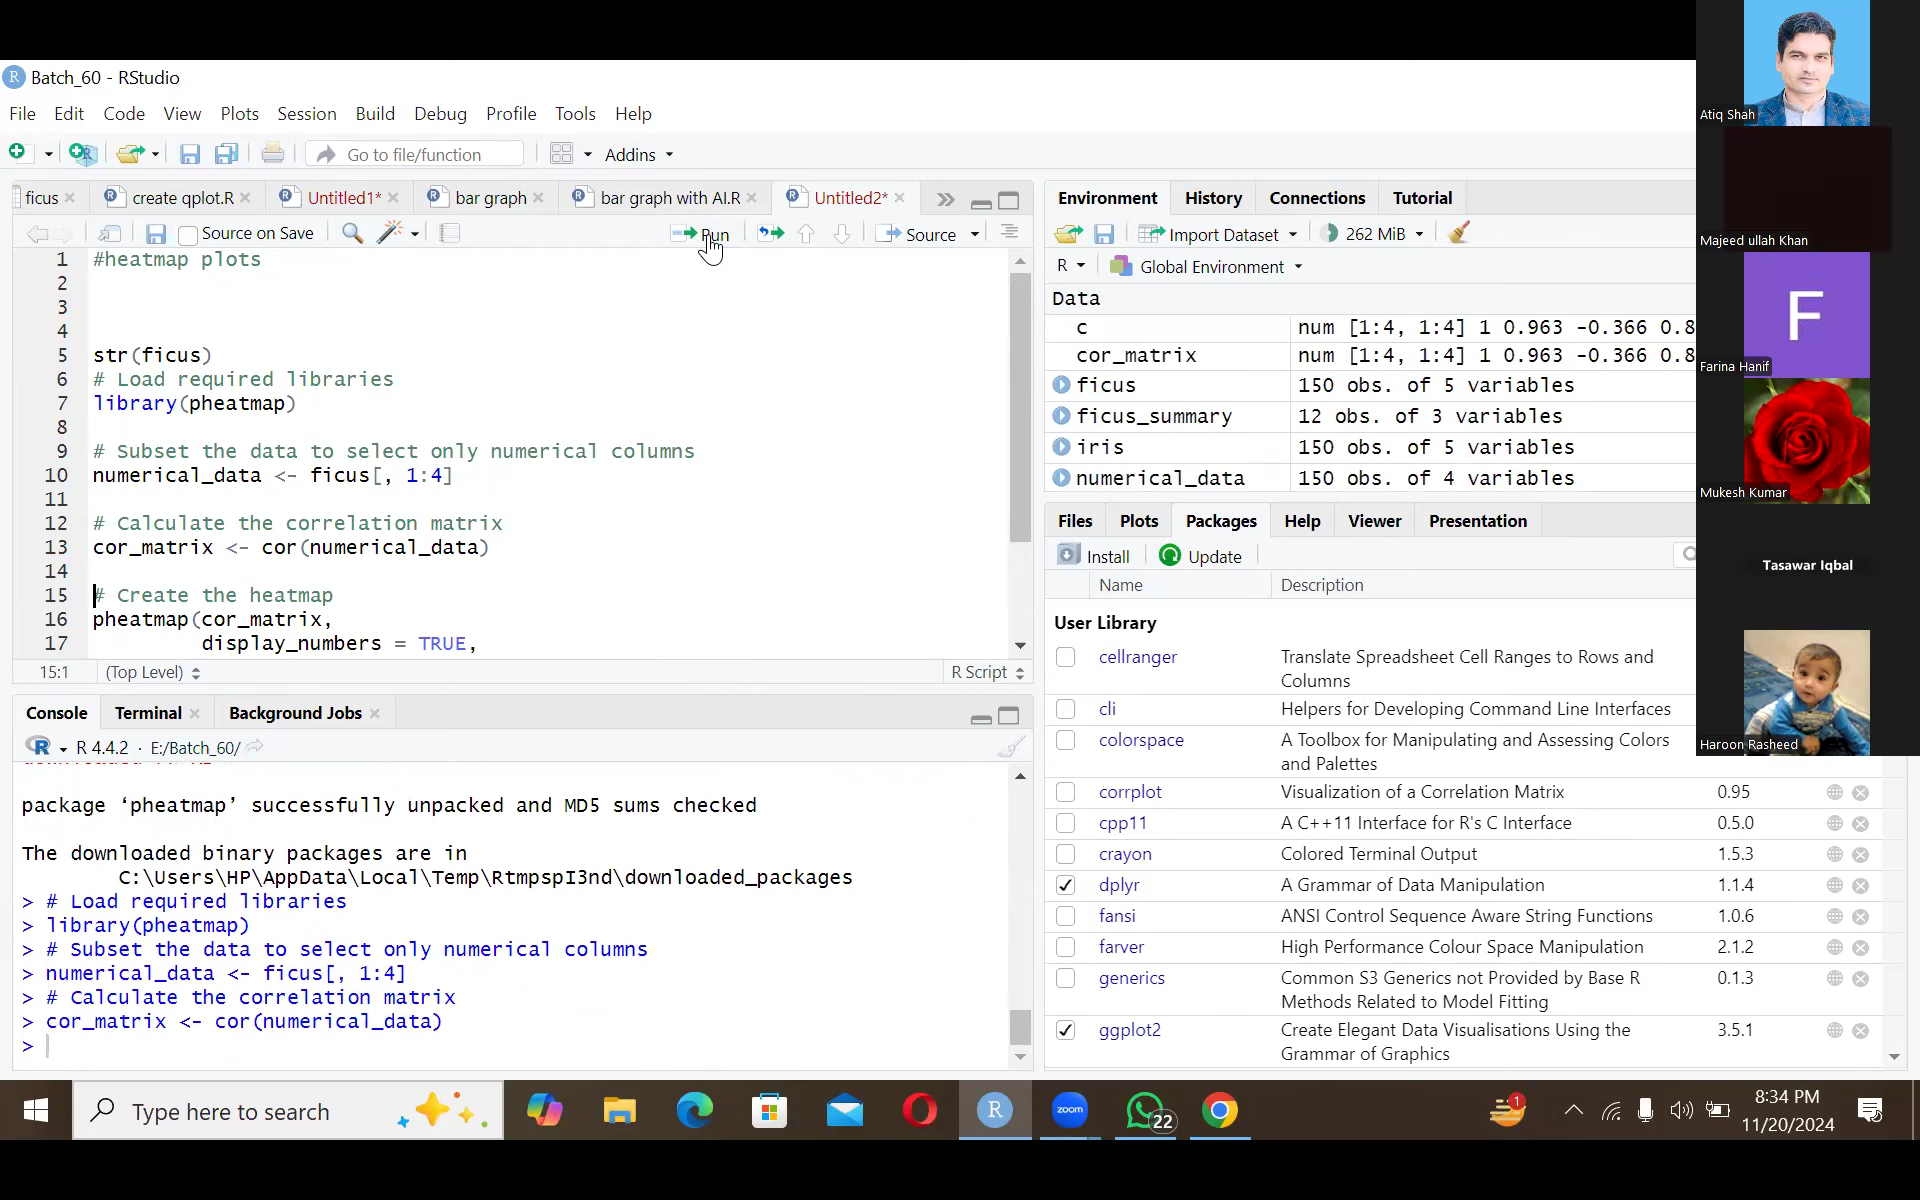 Batch_60 - RStudio
File Edit Code View Plots Session Build Debug Profile Tools Help
Go to file/function Addins
ficus create qplot.R Untitled1* bar graph bar graph with AI.R Untitled2*
Source on Save Run Source
1 #heatmap plots
2
3
4
5 str(ficus)
6 # Load required libraries
7 library(pheatmap)
8
9 # Subset the data to select only numerical columns
10 numerical_data <- ficus[, 1:4]
11
12 # Calculate the correlation matrix
13 cor_matrix <- cor(numerical_data)
14
15 # Create the heatmap
16 pheatmap(cor_matrix,
17 display_numbers = TRUE,
15:1 (Top Level) R Script
Console Terminal Background Jobs
R 4.4.2 · E:/Batch_60/
package ‘pheatmap’ successfully unpacked and MD5 sums checked
The downloaded binary packages are in
C:\Users\HP\AppData\Local\Temp\RtmpspI3nd\downloaded_packages
> # Load required libraries
> library(pheatmap)
> # Subset the data to select only numerical columns
> numerical_data <- ficus[, 1:4]
> # Calculate the correlation matrix
> cor_matrix <- cor(numerical_data)
>
Environment History Connections Tutorial
Import Dataset 262 MiB
R Global Environment
Data
c num [1:4, 1:4] 1 0.963 -0.366 0.8
cor_matrix num [1:4, 1:4] 1 0.963 -0.366 0.8
ficus 150 obs. of 5 variables
ficus_summary 12 obs. of 3 variables
iris 150 obs. of 5 variables
numerical_data 150 obs. of 4 variables
Files Plots Packages Help Viewer Presentation
Install Update
Name Description
User Library
cellranger Translate Spreadsheet Cell Ranges to Rows and
Columns
cli Helpers for Developing Command Line Interfaces
colorspace A Toolbox for Manipulating and Assessing Colors
and Palettes
corrplot Visualization of a Correlation Matrix 0.95
cpp11 A C++11 Interface for R's C Interface 0.5.0
crayon Colored Terminal Output 1.5.3
dplyr A Grammar of Data Manipulation 1.1.4
fansi ANSI Control Sequence Aware String Functions 1.0.6
farver High Performance Colour Space Manipulation 2.1.2
generics Common S3 Generics not Provided by Base R 0.1.3
Methods Related to Model Fitting
ggplot2 Create Elegant Data Visualisations Using the 3.5.1
Grammar of Graphics
Atiq Shah
Majeed ullah Khan
F
Farina Hanif
Mukesh Kumar
Tasawar Iqbal
Haroon Rasheed
Type here to search
R
zoom
22
1
8:34 PM
11/20/2024